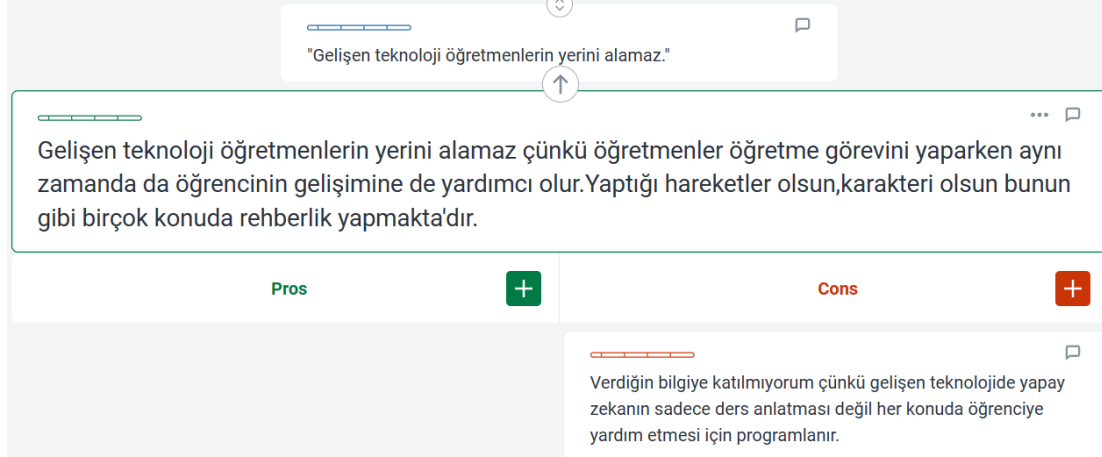 "Gelişen teknoloji öğretmenlerin yerini alamaz."
Gelişen teknoloji öğretmenlerin yerini alamaz çünkü öğretmenler öğretme görevini yaparken aynı
zamanda da öğrencinin gelişimine de yardımcı olur.Yaptığı hareketler olsun,karakteri olsun bunun
gibi birçok konuda rehberlik yapmakta'dır.
Pros
Cons
Verdiğin bilgiye katılmıyorum çünkü gelişen teknolojide yapay
zekanın sadece ders anlatması değil her konuda öğrenciye
yardım etmesi için programlanır.